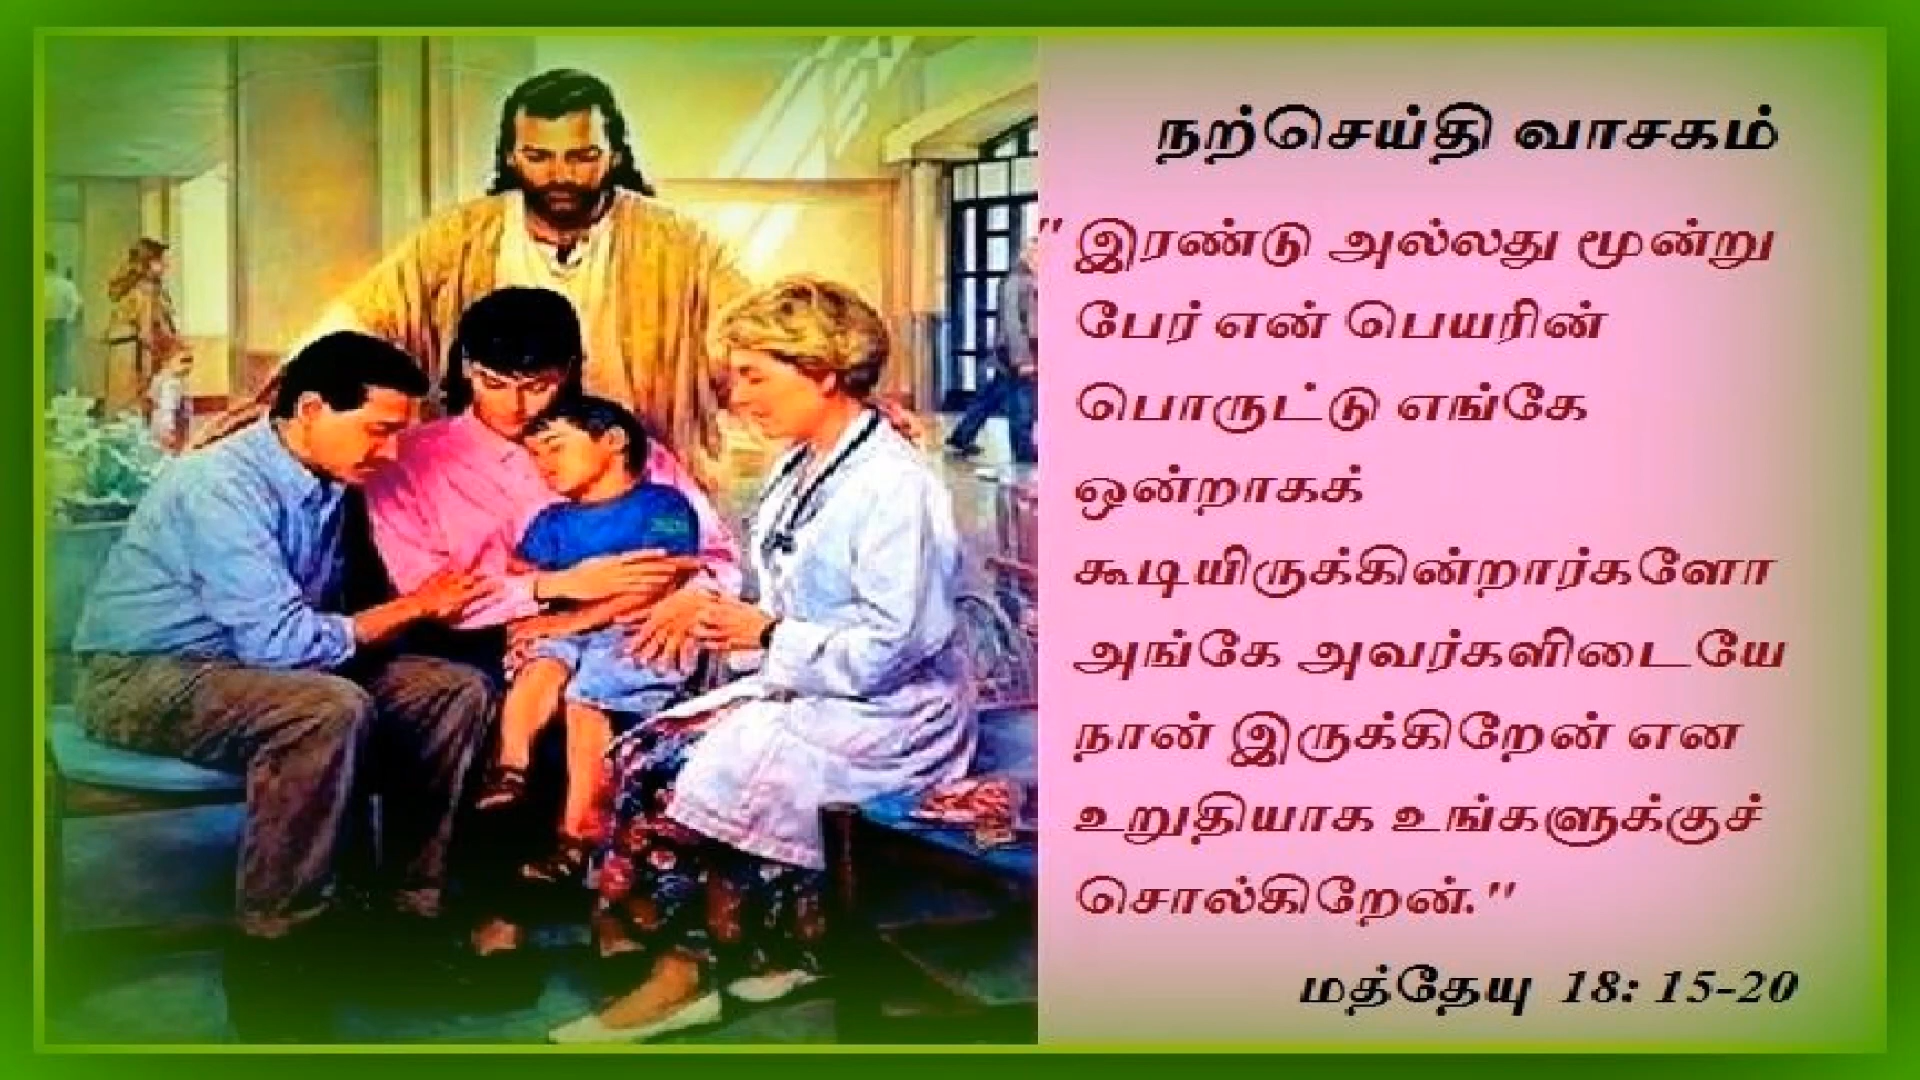 நற்செய்தி வாசகம்
"இரண்டு அல்லது மூன்று
பேர் என் பெயரின்
பொருட்டு எங்கே
ஒன்றாகக்
கூடியிருக்கின்றார்களோ
அங்கே அவர்களிடையே
நான் இருக்கிறேன் என
உறுதியாக உங்களுக்குச்
சொல்கிறேன்."
மத்தேயு 18: 15-20